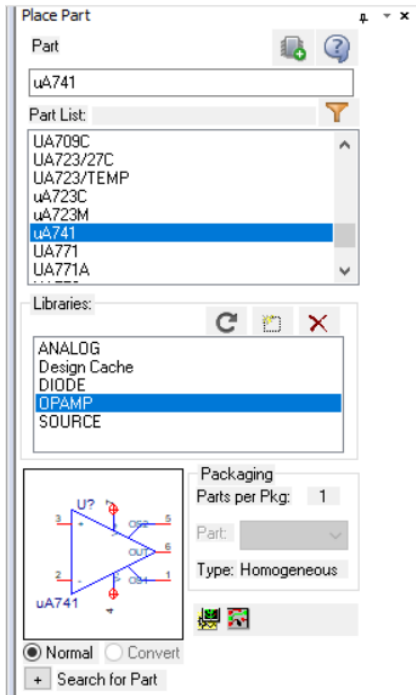 Place Part
Part
uA741
Part List:
UA709C
UA723/27C
UA723/TEMP
uA723C
uA723M
uA741
UA771
UA771A
Libraries:
ANALOG
Design Cache
DIODE
OPAMP
SOURCE
Packaging
Parts per Pkg: 1
Part:
Type: Homogeneous
U?
7
3
+
OS2
5
OUT
6
2
-
OS1
1
uA741
4
Normal
Convert
+ Search for Part